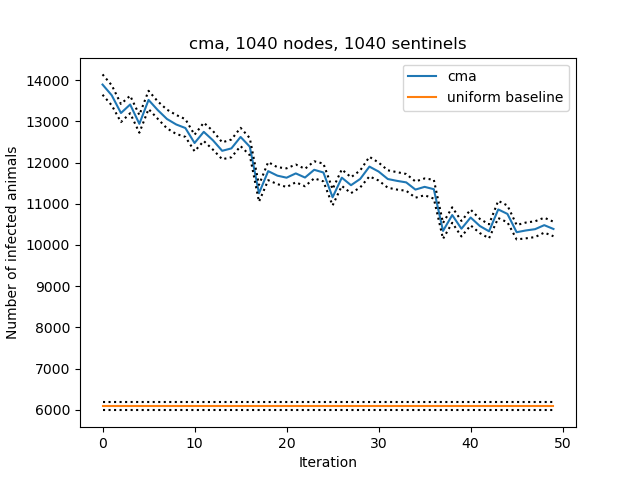 cma, 1040 nodes, 1040 sentinels
cma
uniform baseline
Number of infected animals
14000
13000
12000
11000
10000
9000
8000
7000
6000
0 10 20 30 40 50
Iteration